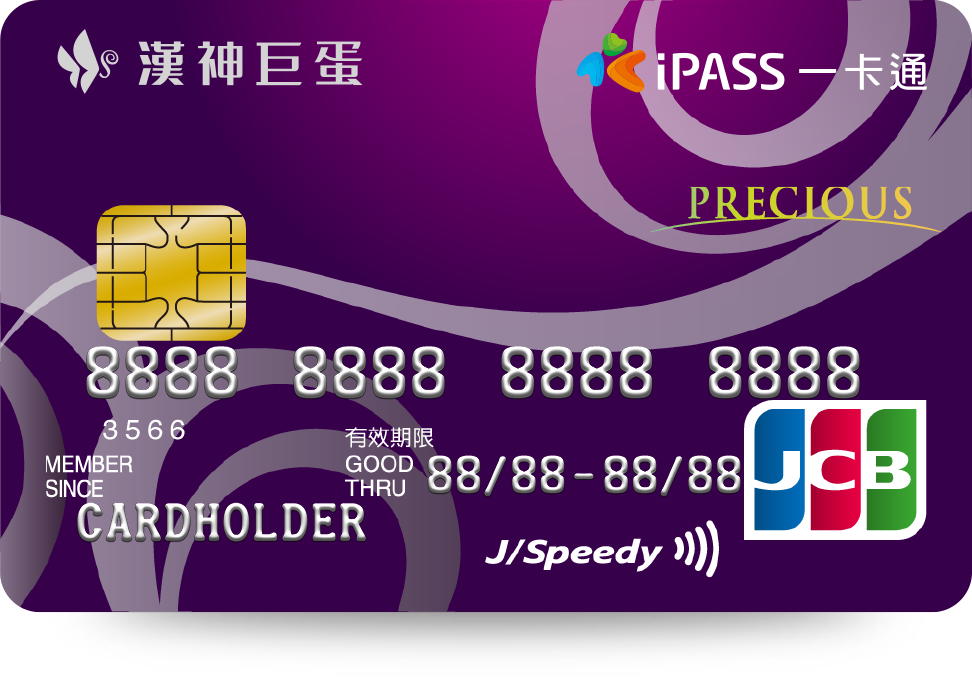 漢神巨蛋
iPASS 一卡通
PRECIOUS
8888 8888 8888 8888
3566
MEMBER
SINCE
有效期限
GOOD
THRU
88/88-88/88
JCB
CARDHOLDER
J/Speedy